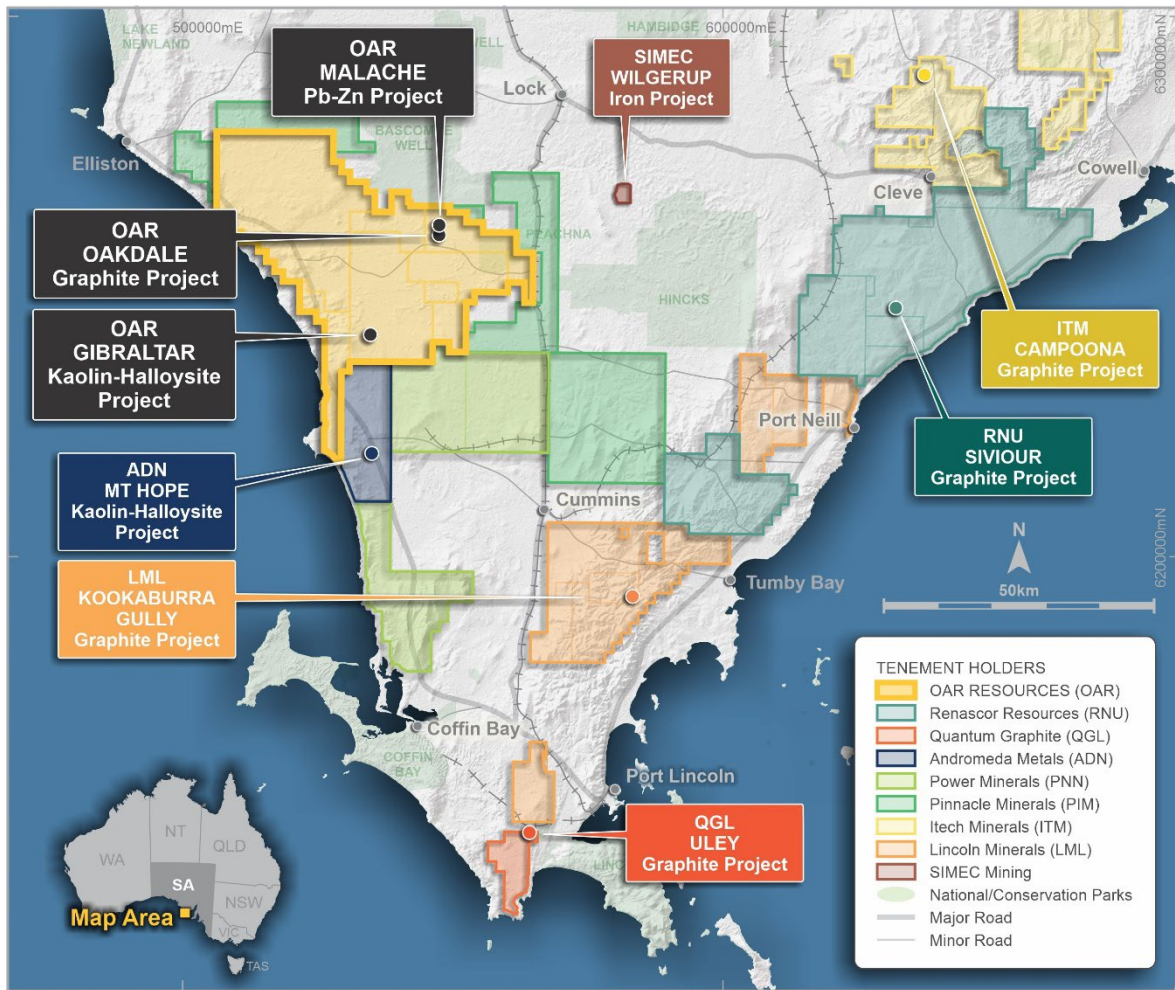 LAKE
NEWLAND
500000mE
WELL
HAMBIDGE
600000mE
6300000mN
OAR
MALACHE
Pb-Zn Project
SIMEC
WILGERUP
Iron Project
Lock
BASCOMBE
WELL
Elliston
Cleve
Cowell
OAR
OAKDALE
Graphite Project
PEACHNA
HINCKS
OAR
GIBRALTAR
Kaolin-Halloysite
Project
ITM
CAMPOONA
Graphite Project
Port Neill
RNU
SIVIOUR
Graphite Project
ADN
MT HOPE
Kaolin-Halloysite
Project
Cummins
N
6200000mN
LML
KOOKABURRA
GULLY
Graphite Project
Tumby Bay
50km
TENEMENT HOLDERS
OAR RESOURCES (OAR)
Renascor Resources (RNU)
Quantum Graphite (QGL)
Andromeda Metals (ADN)
Power Minerals (PNN)
Pinnacle Minerals (PIM)
Itech Minerals (ITM)
Lincoln Minerals (LML)
SIMEC Mining
National/Conservation Parks
Major Road
Minor Road
Coffin Bay
COFFIN
BAY
Port Lincoln
QGL
ULEY
Graphite Project
LINC
WA
NT
QLD
SA
NSW
VIC
TAS
Map Area